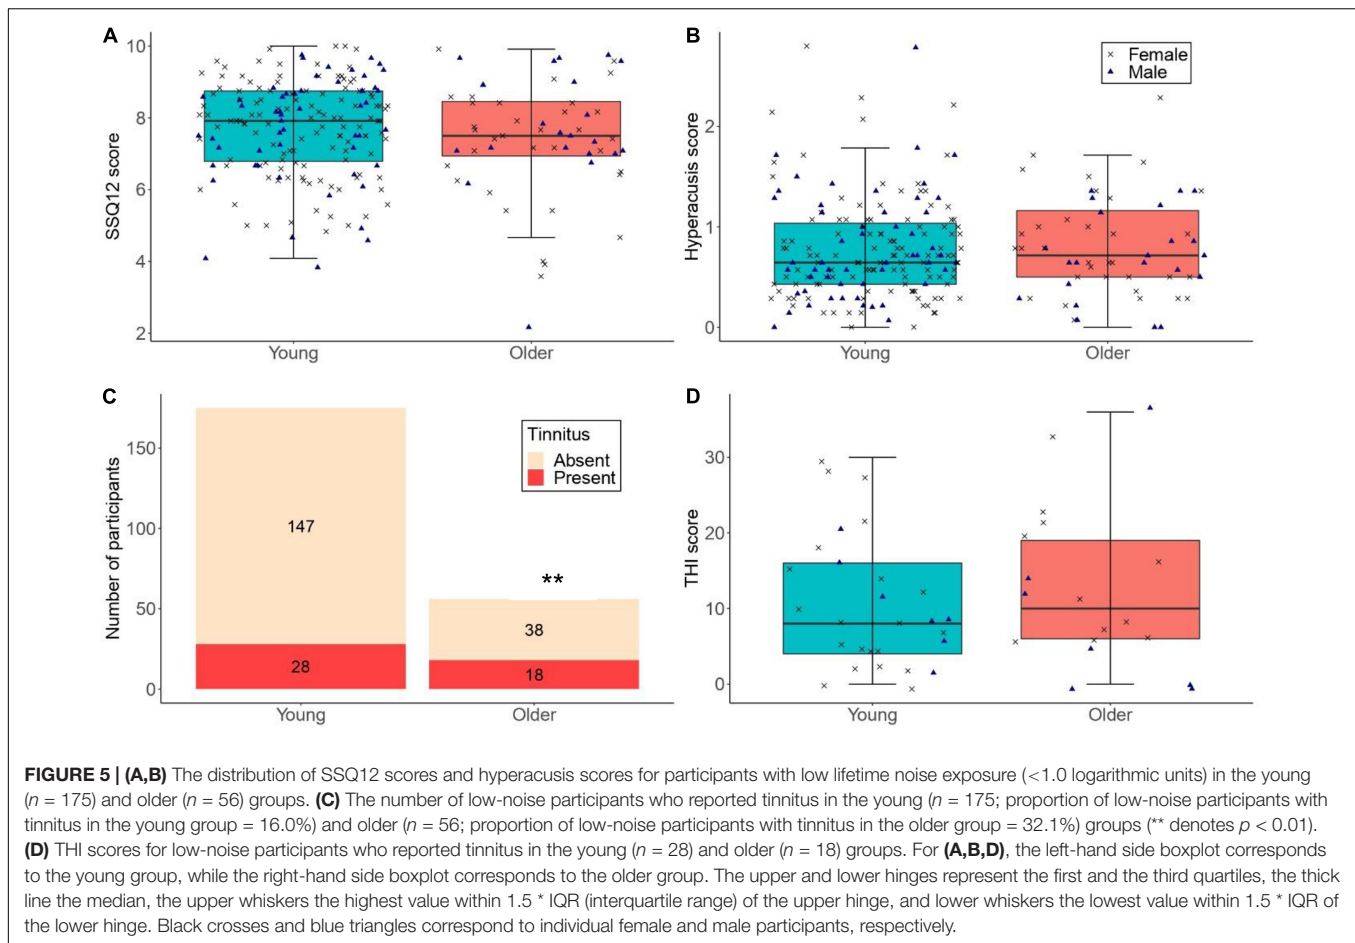 A
10
8
6
4
2
SSQ12 score
Young
Older
B
2
1
0
Hyperacusis score
Female
Male
Young
Older
C
150
100
50
0
Number of participants
Tinnitus
Absent
Present
147
28
**
38
18
Young
Older
D
30
20
10
0
THI score
Young
Older
FIGURE 5 | (A,B) The distribution of SSQ12 scores and hyperacusis scores for participants with low lifetime noise exposure (<1.0 logarithmic units) in the young
(n = 175) and older (n = 56) groups. (C) The number of low-noise participants who reported tinnitus in the young (n = 175; proportion of low-noise participants with
tinnitus in the young group = 16.0%) and older (n = 56; proportion of low-noise participants with tinnitus in the older group = 32.1%) groups (** denotes p < 0.01).
(D) THI scores for low-noise participants who reported tinnitus in the young (n = 28) and older (n = 18) groups. For (A,B,D), the left-hand side boxplot corresponds
to the young group, while the right-hand side boxplot corresponds to the older group. The upper and lower hinges represent the first and the third quartiles, the thick
line the median, the upper whiskers the highest value within 1.5 * IQR (interquartile range) of the upper hinge, and lower whiskers the lowest value within 1.5 * IQR of
the lower hinge. Black crosses and blue triangles correspond to individual female and male participants, respectively.